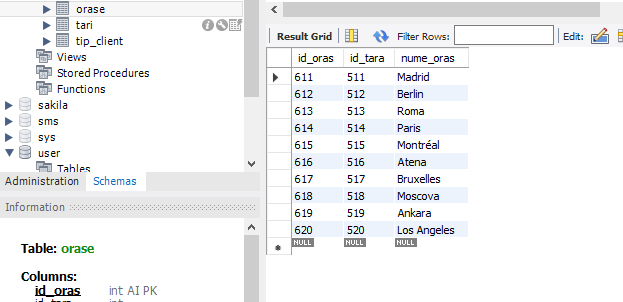 orase
tari
tip_client
Views
Stored Procedures
Functions
sakila
sms
sys
user
Tables
Administration Schemas
Information
Table: orase
Columns:
id_oras int AI PK
id_tara int
Result Grid Filter Rows: Edit:
id_oras id_tara nume_oras
611 511 Madrid
612 512 Berlin
613 513 Roma
614 514 Paris
615 515 Montréal
616 516 Atena
617 517 Bruxelles
618 518 Moscova
619 519 Ankara
620 520 Los Angeles
NULL NULL NULL